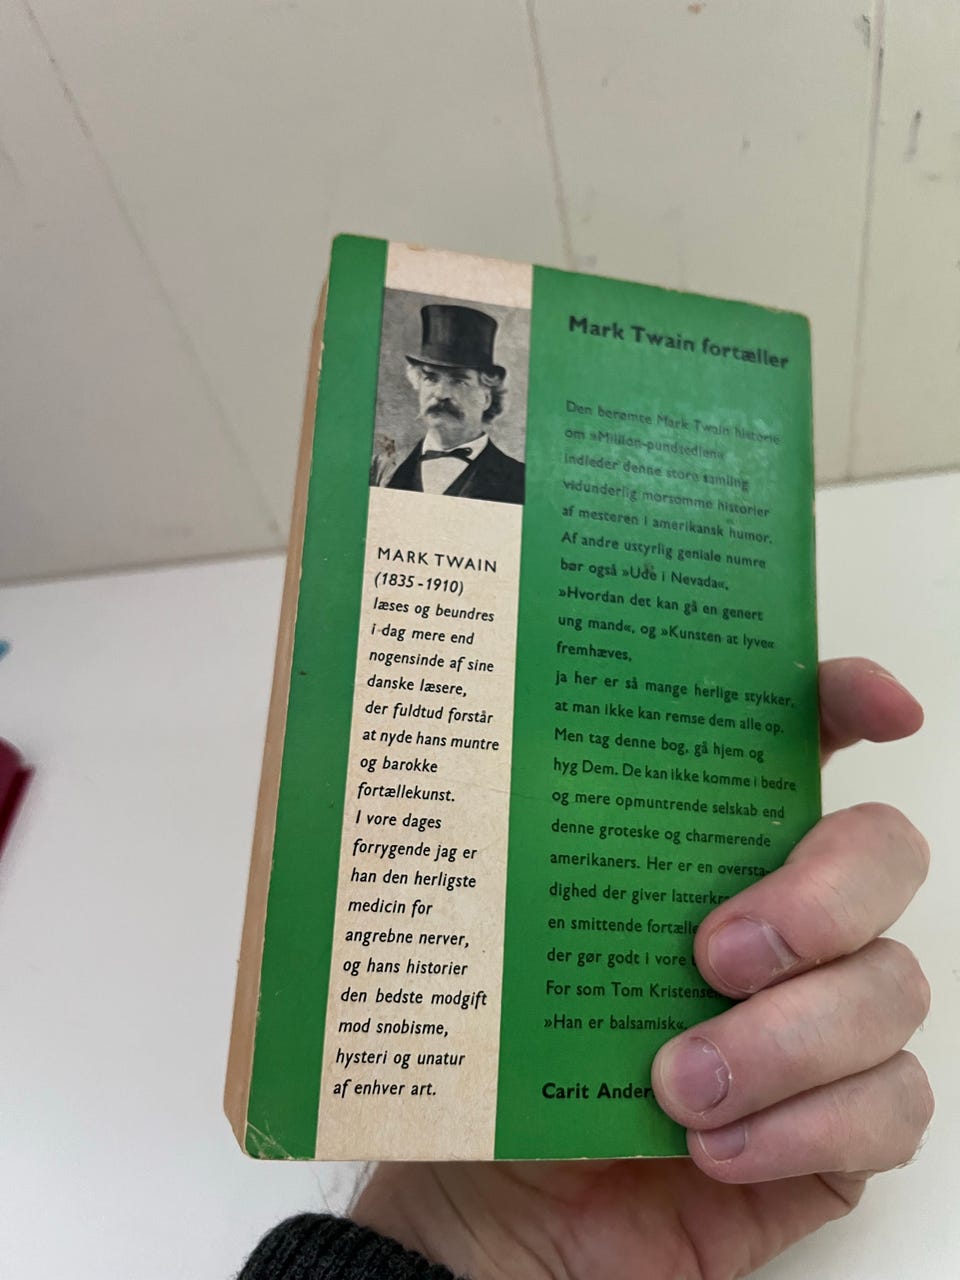 MARK TWAIN
(1835-1910)
læses og beundres
i dag mere end
nogensinde af sine
danske læsere,
der fuldtud forstår
at nyde hans muntre
og barokke
fortællekunst.
I vore dages
forrygende jag er
han den herligste
medicin for
angrebne nerver,
og hans historier
den bedste modgift
mod snobisme,
hysteri og unatur
af enhver art.
Mark Twain fortæller
Den berømte Mark Twain historie
om »Million-pundsedlen«
indleder denne store samling
vidunderlig morsomme historier
af mesteren i amerikansk humor.
Af andre ustyrlig geniale numre
bør også »Ude i Nevada«,
»Hvordan det kan gå en genert
ung mand«, og »Kunsten at lyve«
fremhæves,
ja her er så mange herlige stykker,
at man ikke kan remse dem alle op.
Men tag denne bog, gå hjem og
hyg Dem. De kan ikke komme i bedre
og mere opmuntrende selskab end
denne groteske og charmerende
amerikaners. Her er en oversta-
dighed der giver latterkr
en smittende fortælle
der gør godt i vore
For som Tom Kristensen
»Han er balsamisk«.
Carit Ander